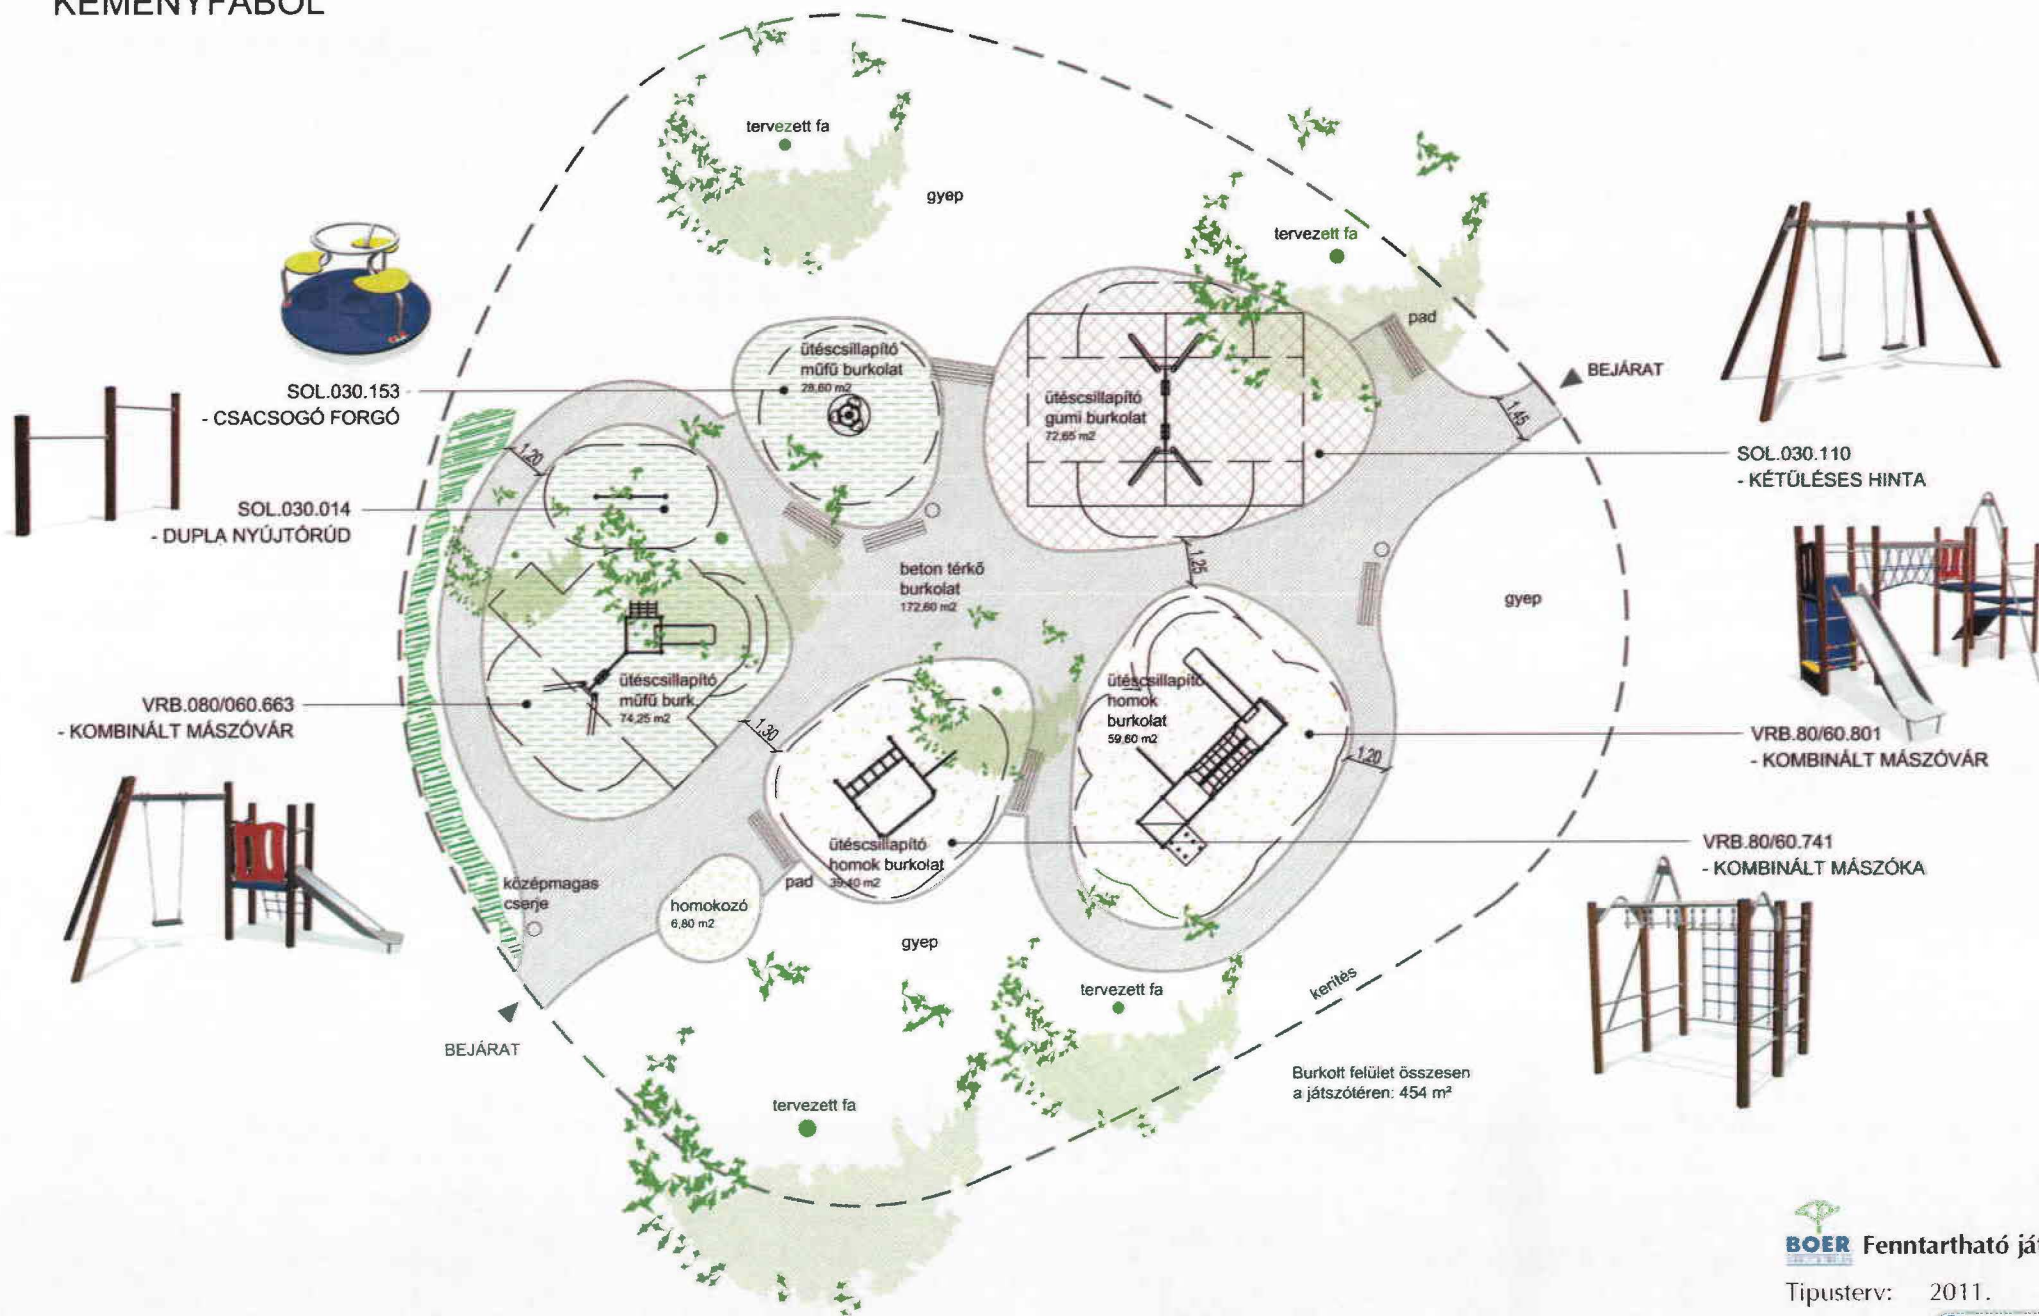 KEMÉNYFÁBÓL
tervezett fa
gyep
tervezett fa
pad
BEJÁRAT
1,45
ütéscsillapító
műfű burkolat
28,60 m2
SOL.030.153
- CSACSOGÓ FORGÓ
ütéscsillapító
gumi burkolat
72,65 m2
SOL.030.110
- KÉTÜLÉSES HINTA
1,20
SOL.030.014
- DUPLA NYÚJTÓRÚD
1,25
beton térkő
burkolat
172,60 m2
gyep
ütéscsillapító
műfű burk.
74,25 m2
VRB.080/060.663
- KOMBINÁLT MÁSZÓVÁR
1,30
ütéscsillapító
homok
burkolat
59,60 m2
VRB.80/60.801
- KOMBINÁLT MÁSZÓVÁR
1,20
ütéscsillapító
homok burkolat
39,40 m2
VRB.80/60.741
- KOMBINÁLT MÁSZÓKA
középmagas
cserje
pad
homokozó
6,80 m2
gyep
tervezett fa
kerítés
BEJÁRAT
Burkolt felület összesen
a játszótéren: 454 m²
tervezett fa
BOER Fenntartható ját
Tipusterv: 2011.